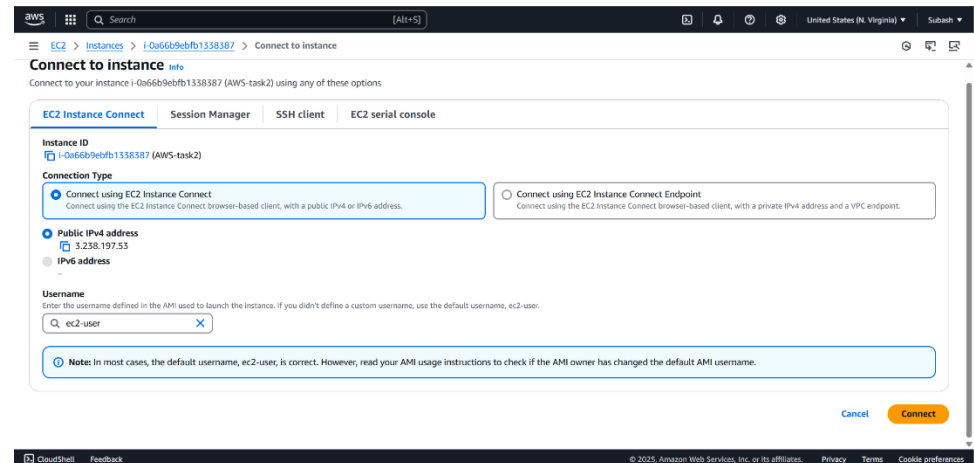 aws
Search
[Alt+S]
United States (N. Virginia)
Subash
EC2 > Instances > i-0a66b9ebfb1338387 > Connect to instance
Connect to instance Info
Connect to your instance i-0a66b9ebfb1338387 (AWS-task2) using any of these options
EC2 Instance Connect
Session Manager
SSH client
EC2 serial console
Instance ID
i-0a66b9ebfb1338387 (AWS-task2)
Connection Type
Connect using EC2 Instance Connect
Connect using the EC2 Instance Connect browser-based client, with a public IPv4 or IPv6 address.
Connect using EC2 Instance Connect Endpoint
Connect using the EC2 Instance Connect browser-based client, with a private IPv4 address and a VPC endpoint.
Public IPv4 address
3.238.197.53
IPv6 address
–
Username
Enter the username defined in the AMI used to launch the instance. If you didn't define a custom username, use the default username, ec2-user.
ec2-user
Note: In most cases, the default username, ec2-user, is correct. However, read your AMI usage instructions to check if the AMI owner has changed the default AMI username.
Cancel
Connect
CloudShell
Feedback
© 2025, Amazon Web Services, Inc. or its affiliates.
Privacy
Terms
Cookie preferences